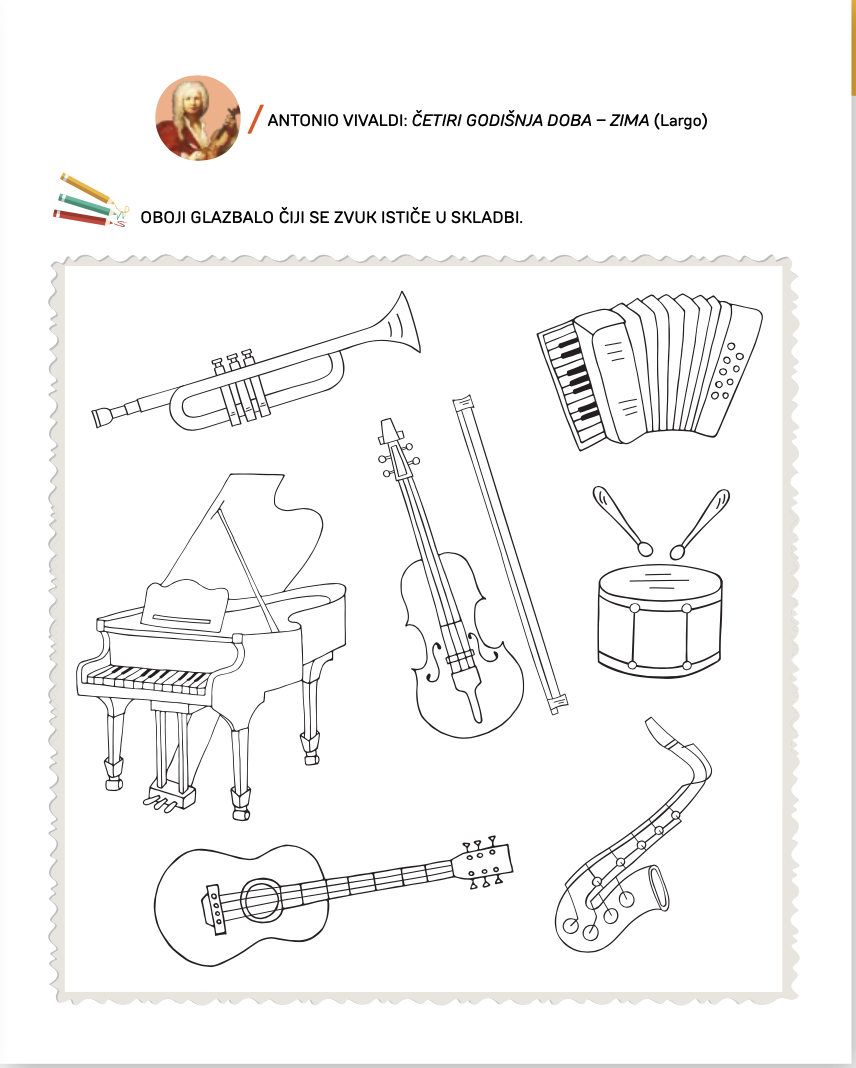 ANTONIO VIVALDI: ČETIRI GODIŠNJA DOBA – ZIMA (Largo)
OBOJI GLAZBALO ČIJI SE ZVUK ISTIČE U SKLADBI.